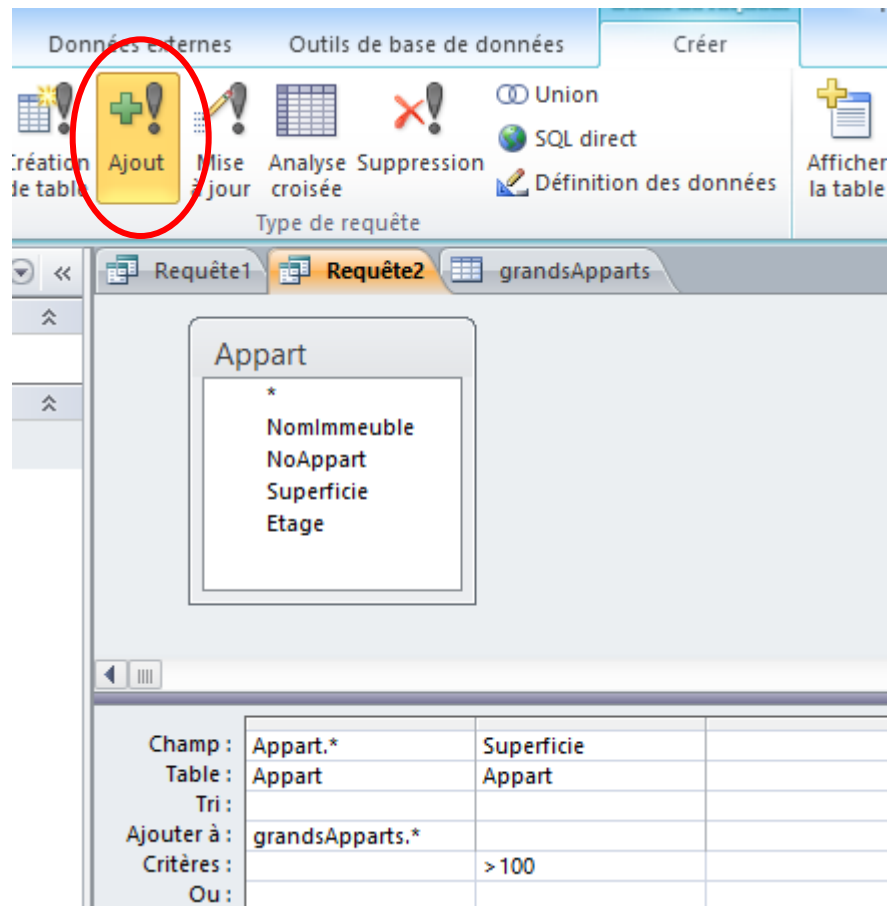 Données externes Outils de base de données Créer
Union
SQL direct
Création de table Ajout Mise à jour Analyse croisée Suppression Définition des données Afficher la table
Type de requête
Requête1 Requête2 grandsApparts
Appart
*
NomImmeuble
NoAppart
Superficie
Etage
Champ : Appart.* Superficie
Table : Appart Appart
Tri :
Ajouter à : grandsApparts.*
Critères : >100
Ou :